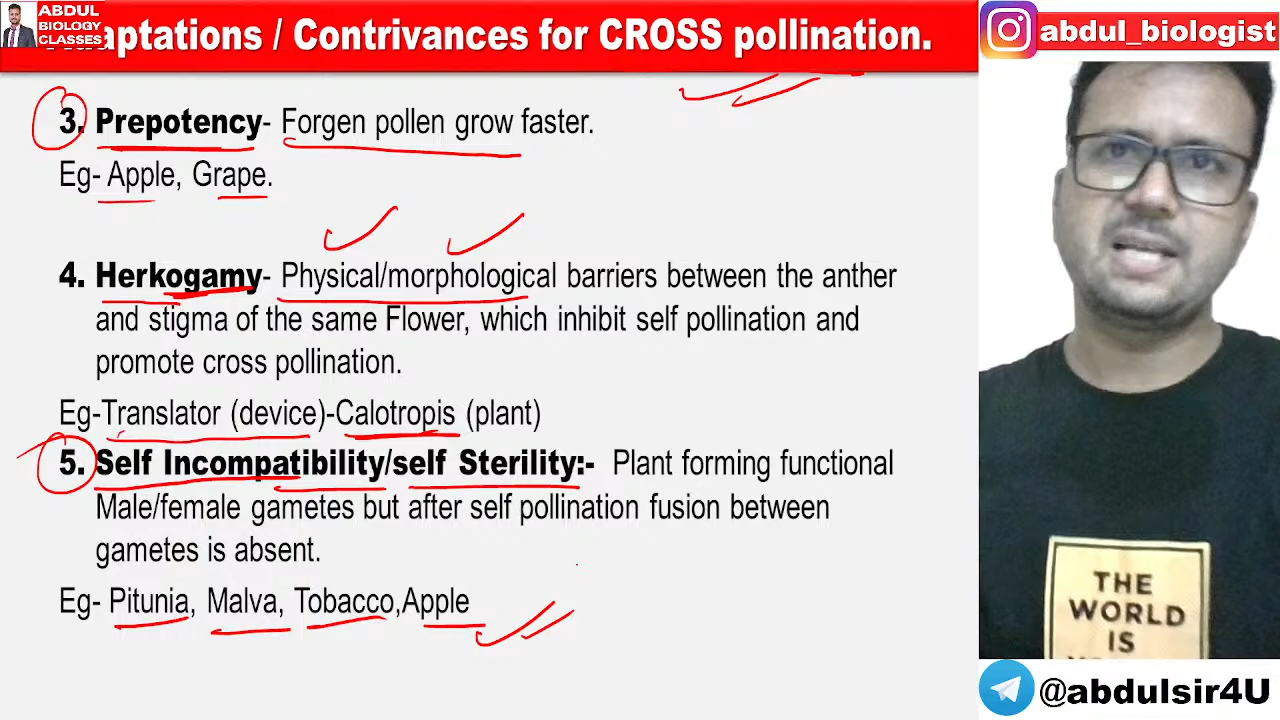 ABDUL
BIOLOGY
CLASSES
aptations / Contrivances for CROSS pollination.
abdul_biologist
3. Prepotency- Forgen pollen grow faster.
Eg- Apple, Grape.
4. Herkogamy- Physical/morphological barriers between the anther
and stigma of the same Flower, which inhibit self pollination and
promote cross pollination.
Eg-Translator (device)-Calotropis (plant)
5. Self Incompatibility/self Sterility:- Plant forming functional
Male/female gametes but after self pollination fusion between
gametes is absent.
Eg- Pitunia, Malva, Tobacco,Apple
THE
WORLD
IS
@abdulsir4U